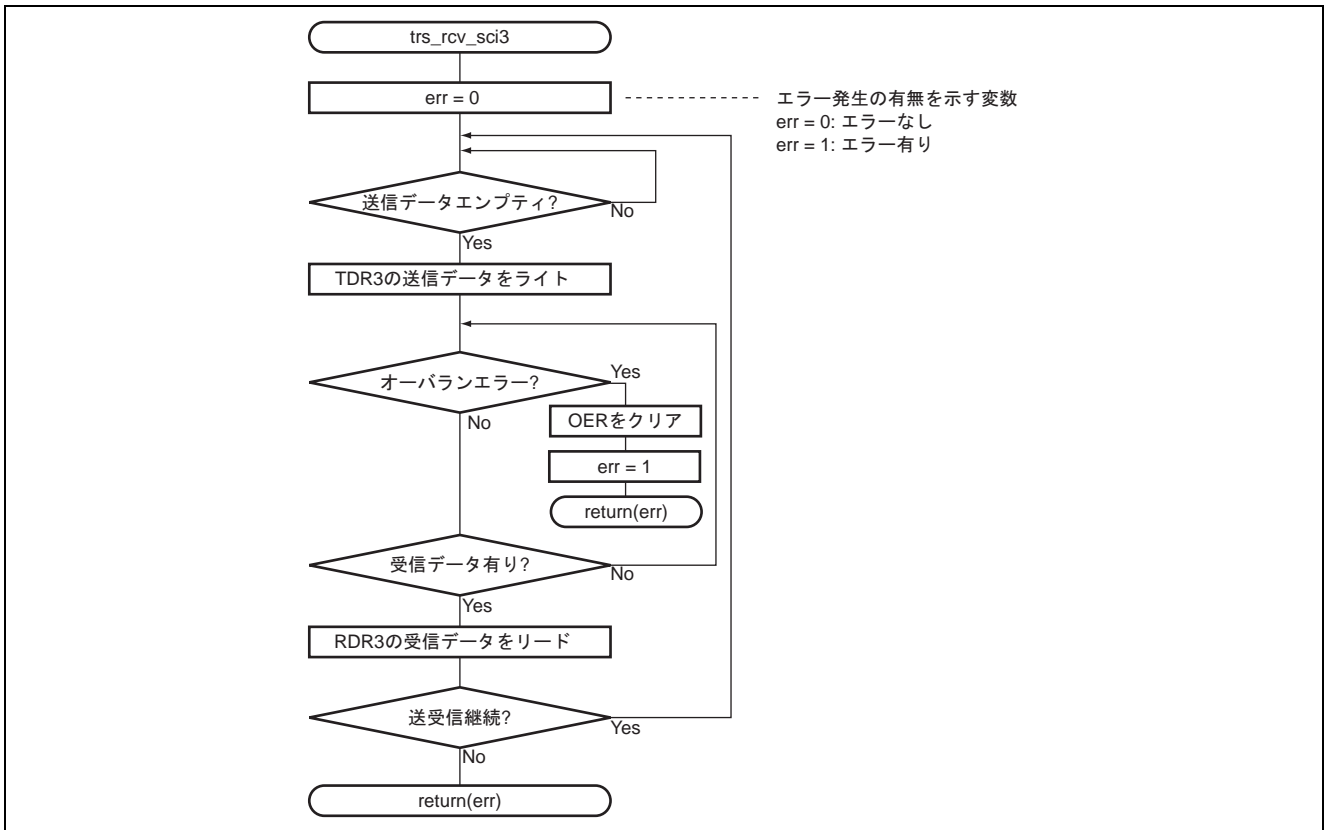 trs_rcv_sci3
err = 0
エラー発生の有無を示す変数
err = 0: エラーなし
err = 1: エラー有り
送信データエンプティ?
No
Yes
TDR3の送信データをライト
オーバランエラー?
Yes
No
OERをクリア
err = 1
return(err)
受信データ有り?
No
Yes
RDR3の受信データをリード
送受信継続?
Yes
No
return(err)